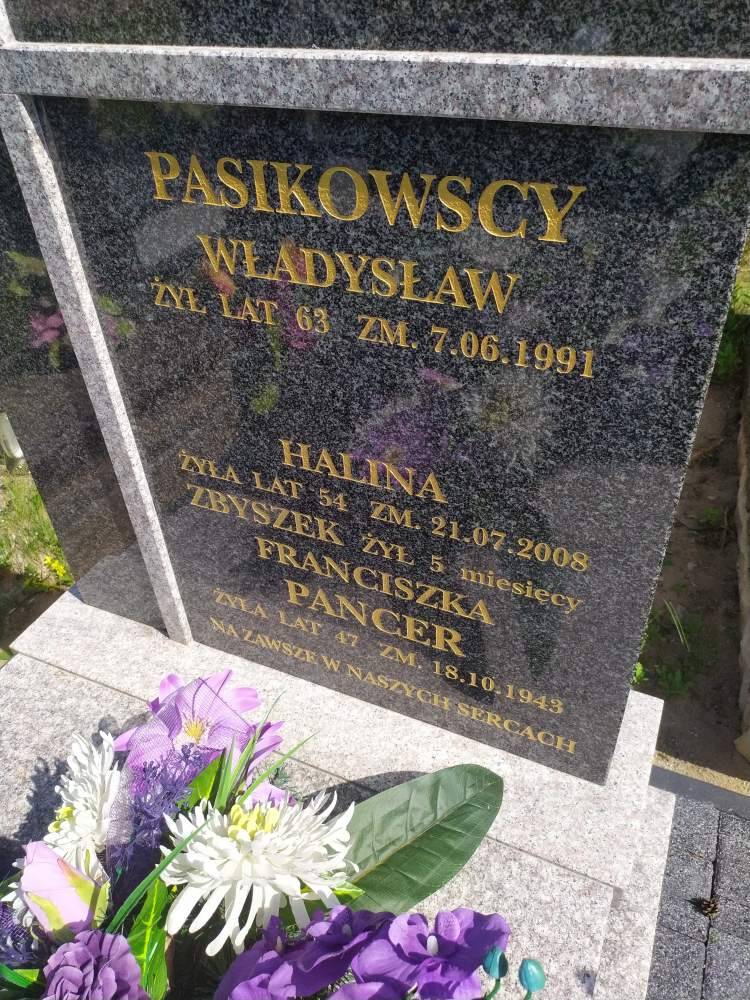 PASIKOWSCY
WŁADYSŁAW
ŻYŁ LAT 63 ZM. 7.06.1991
HALINA
ŻYŁA LAT 54 ZM. 21.07.2008
ZBYSZEK ŻYŁ 5 miesięcy
FRANCISZKA
PANCER
ŻYŁA LAT 47 ZM. 18.10.1943
NA ZAWSZE W NASZYCH SERCACH